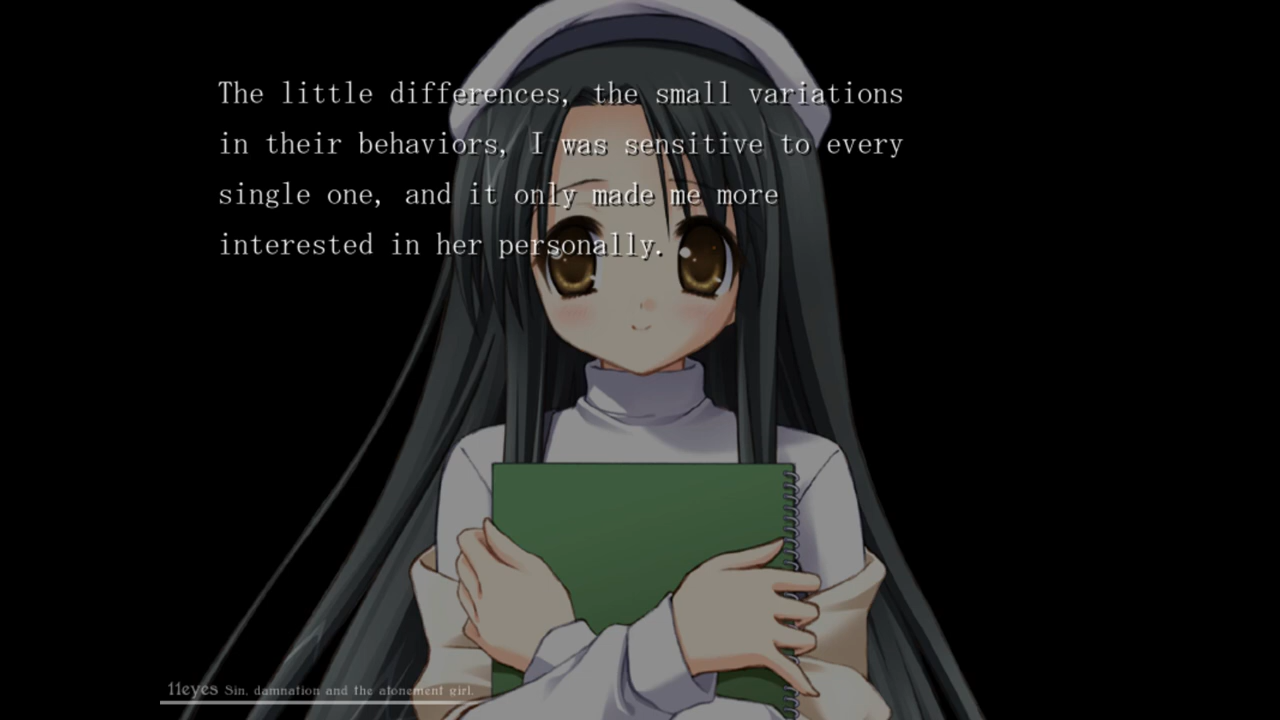 The little differences, the small variations
in their behaviors, I was sensitive to every
single one, and it only made me more
interested in her personally.
11eyes Sin, damnation and the atonement girl.